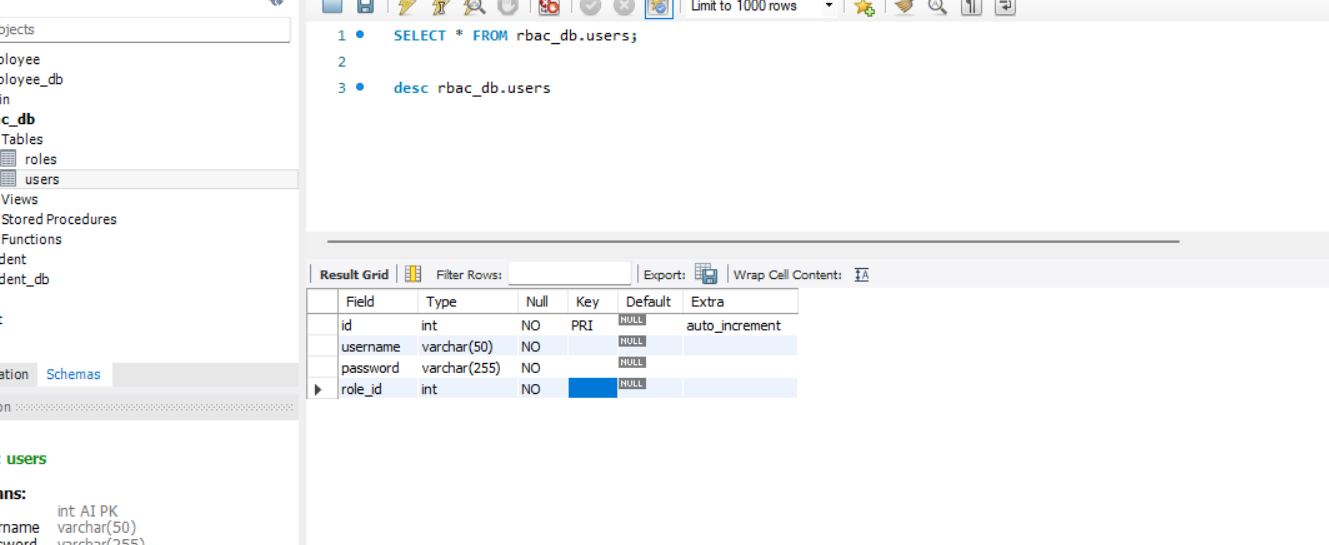 Limit to 1000 rows
bjects
1 SELECT * FROM rbac_db.users;
2
3 desc rbac_db.users
ployee
ployee_db
in
c_db
Tables
roles
users
Views
Stored Procedures
Functions
dent
dent_db
t
ation Schemas
on
: users
nns:
int AI PK
rname varchar(50)
sword varchar(255)
Result Grid Filter Rows: Export: Wrap Cell Content: IA
Field Type Null Key Default Extra
id int NO PRI NULL auto_increment
username varchar(50) NO NULL
password varchar(255) NO NULL
role_id int NO NULL